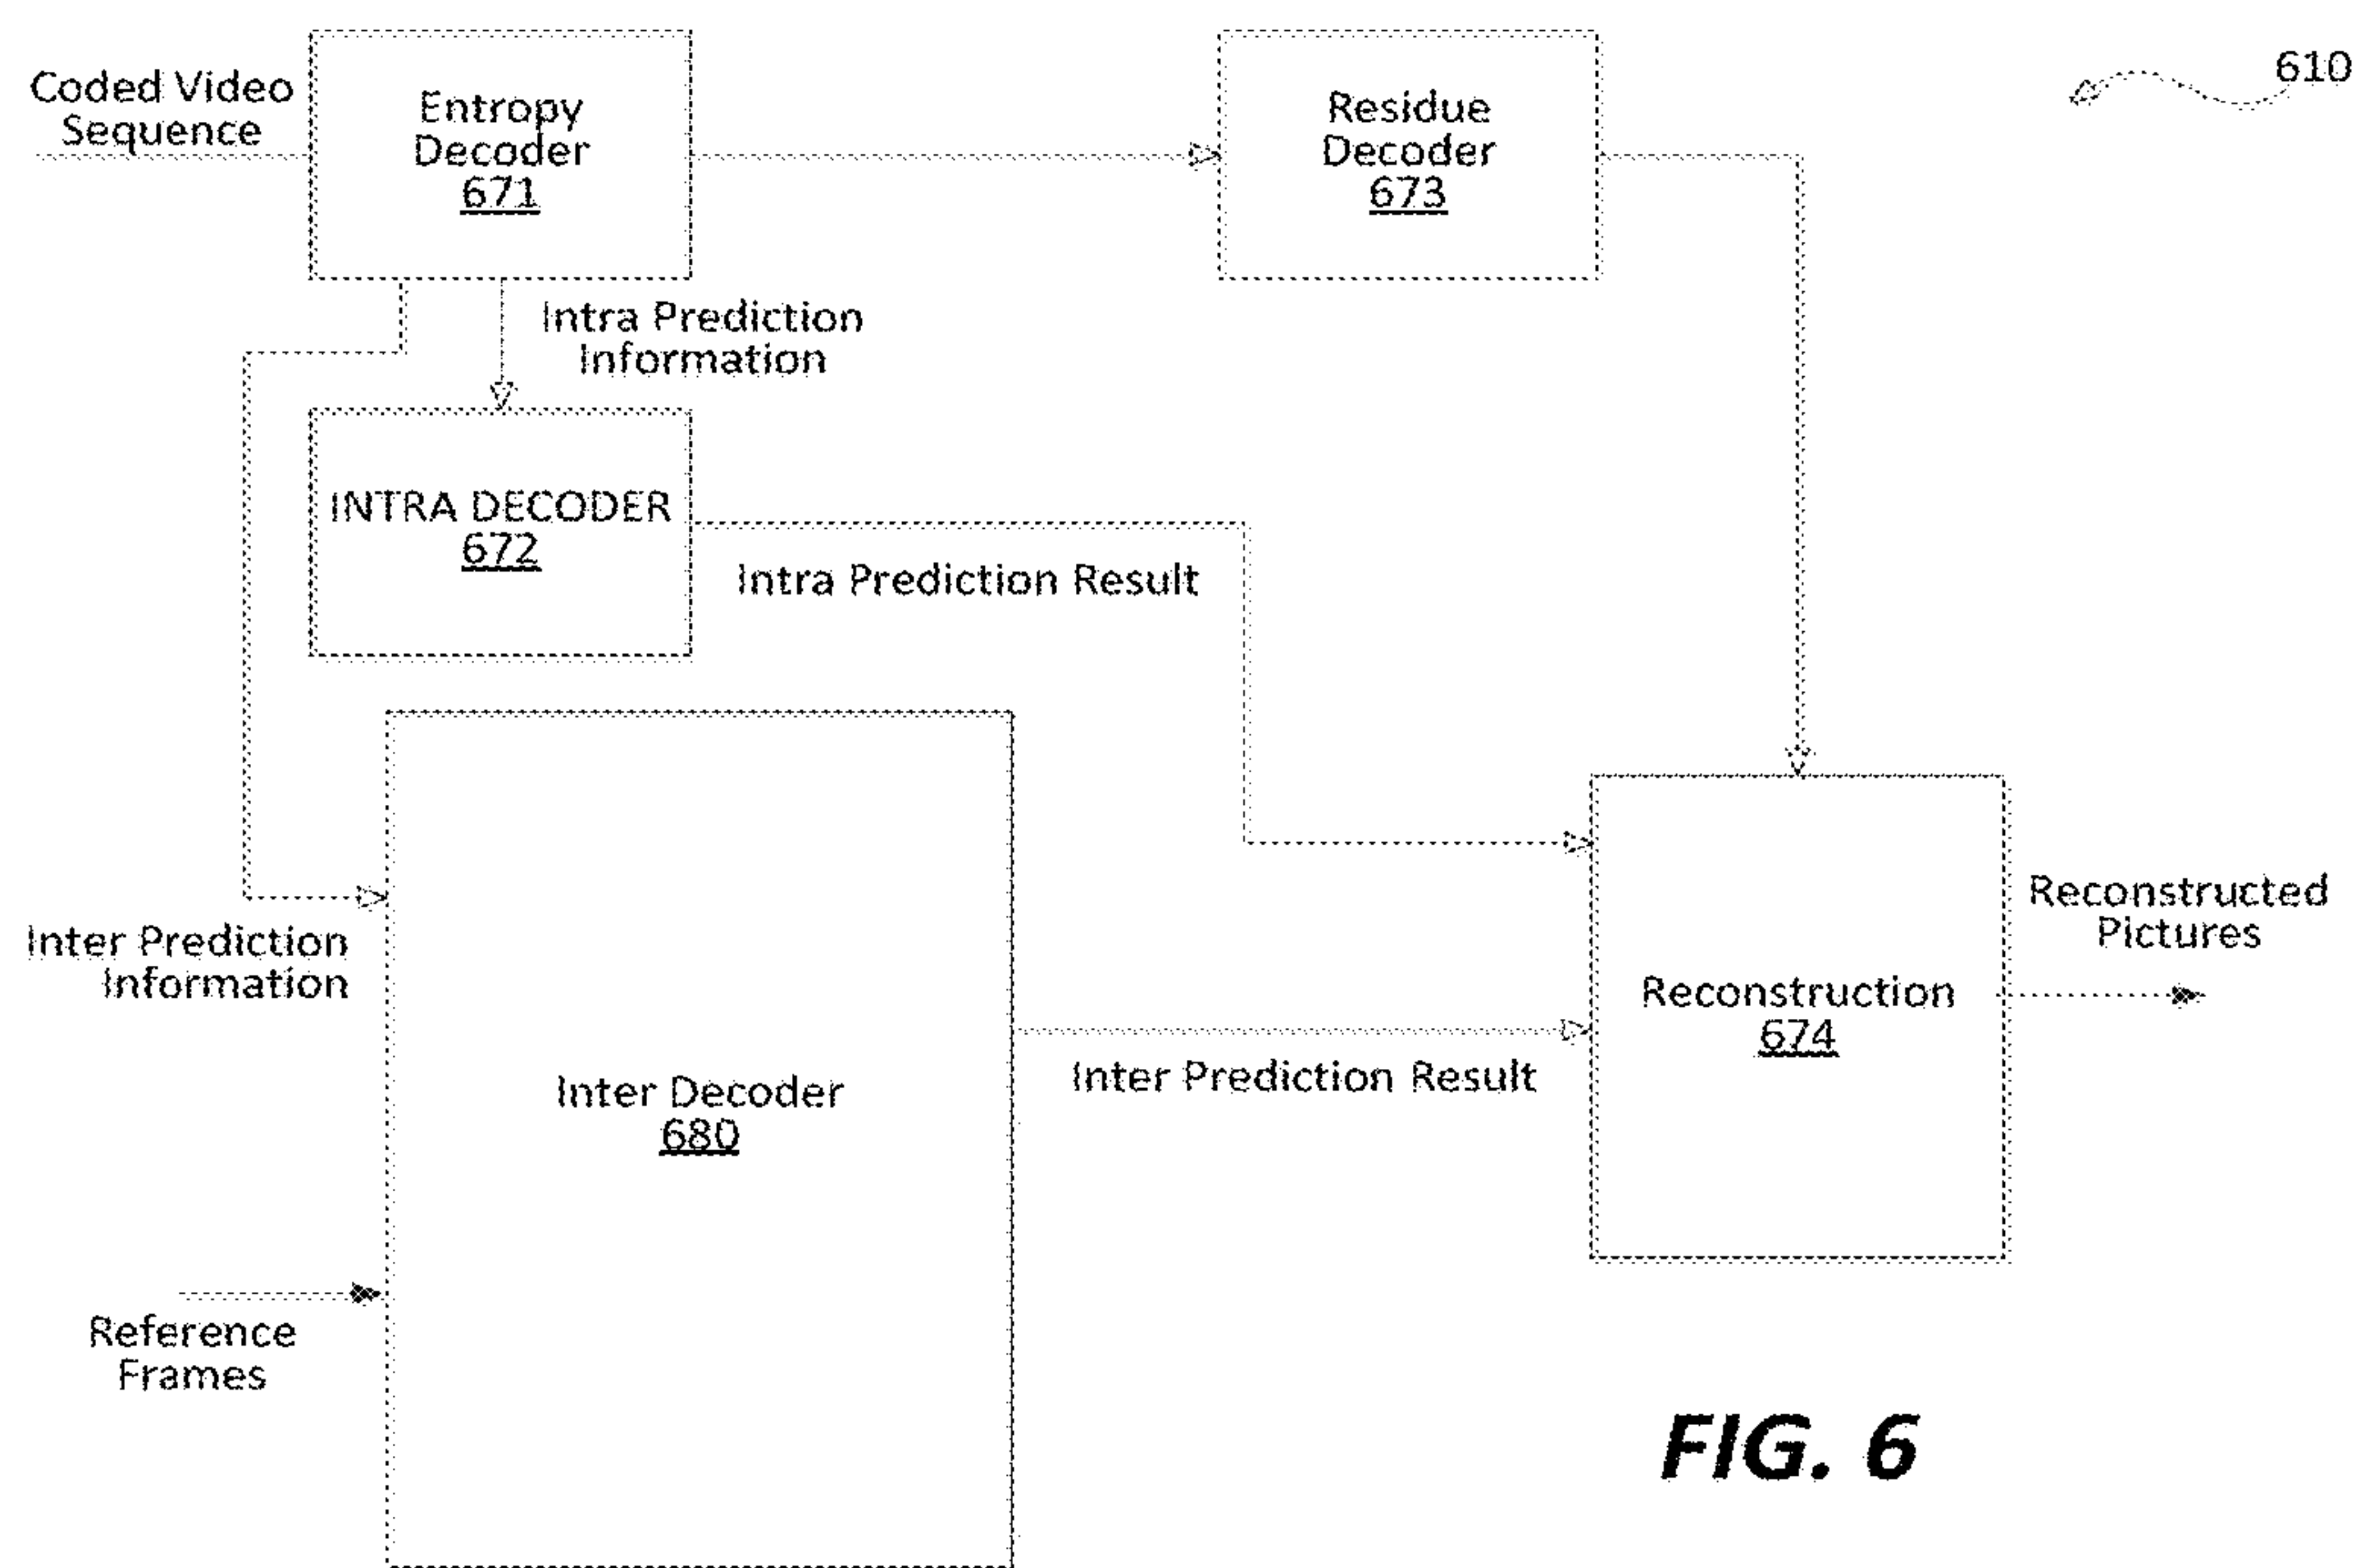 Coded Video
Sequence
Entropy
Decoder
671
Residue
Decoder
673
610
Intra Prediction
Information
INTRA DECODER
672
Intra Prediction Result
Inter Prediction
Information
Inter Decoder
680
Inter Prediction Result
Reconstruction
674
Reconstructed
Pictures
Reference
Frames
FIG. 6